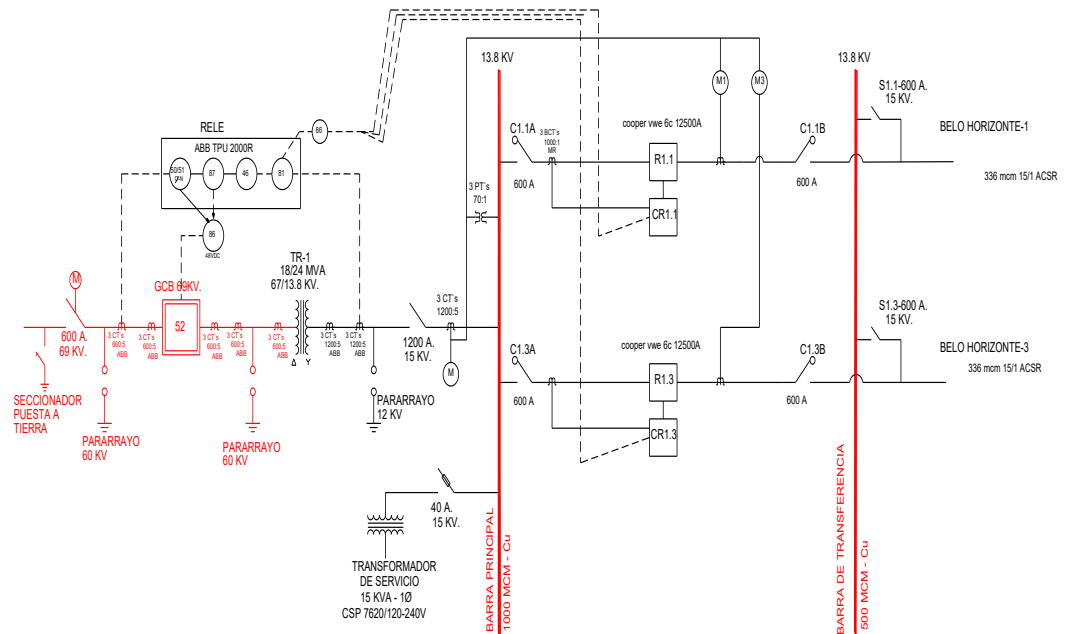 RELE
ABB TPU 2000R
50/51
87
46
81
86
86
48VDC
M
GCB 69KV.
52
600 A.
69 KV.
3 CT's
600:5
ABB
3 CT's
600:5
ABB
3 CT's
600:5
ABB
3 CT's
600:5
ABB
3 CT's
600:5
ABB
SECCIONADOR
PUESTA A
TIERRA
PARARRAYO
60 KV
PARARRAYO
60 KV
TR-1
18/24 MVA
67/13.8 KV.
Δ
Y
3 CT's
1200:5
ABB
3 CT's
1200:5
ABB
PARARRAYO
12 KV
1200 A.
15 KV.
3 CT's
1200:5
M
3 PT's
70:1
40 A.
15 KV.
TRANSFORMADOR
DE SERVICIO
15 KVA - 1Ø
CSP 7620/120-240V
13.8 KV
BARRA PRINCIPAL
1000 MCM - Cu
C1.1A
600 A
3 BCT's
1000:1
MR
cooper vwe 6c 12500A
R1.1
CR1.1
M1
M3
C1.1B
600 A
C1.3A
600 A
cooper vwe 6c 12500A
R1.3
CR1.3
C1.3B
600 A
13.8 KV
BARRA DE TRANSFERENCIA
500 MCM - Cu
S1.1-600 A.
15 KV.
BELO HORIZONTE-1
336 mcm 15/1 ACSR
S1.3-600 A.
15 KV.
BELO HORIZONTE-3
336 mcm 15/1 ACSR